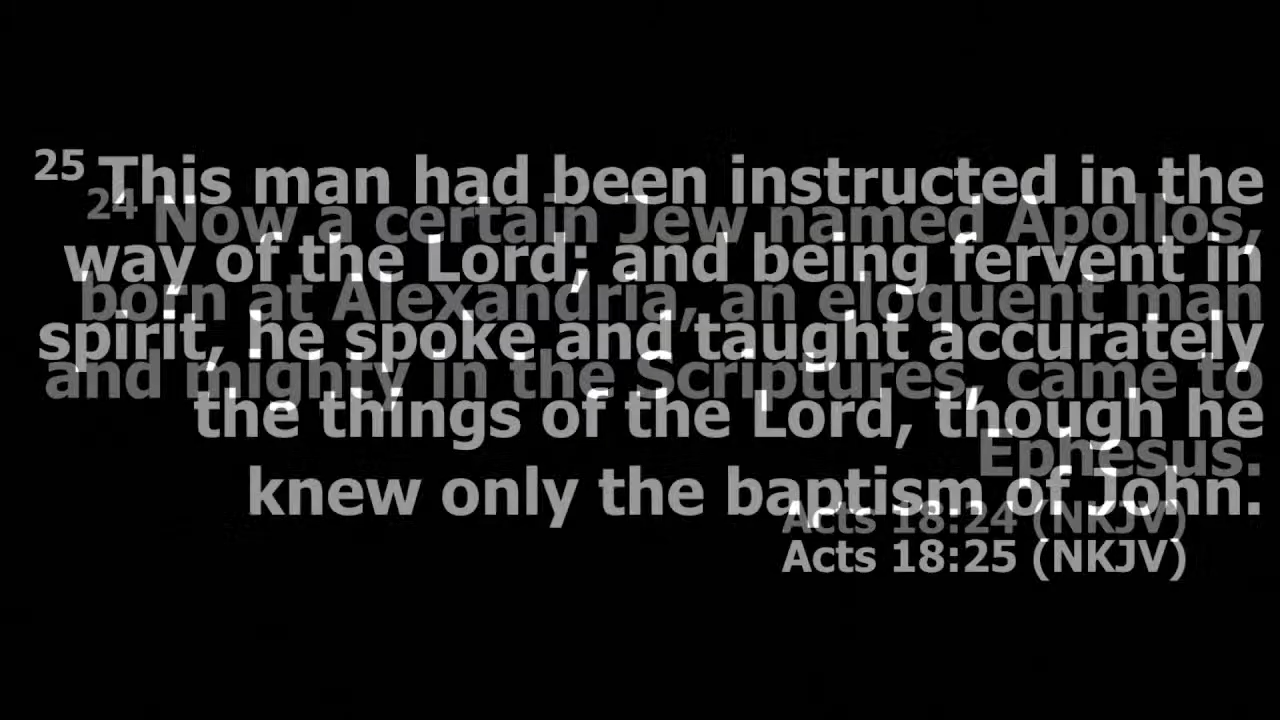 25 This man had been instructed in the
way of the Lord; and being fervent in
spirit, he spoke and taught accurately
the things of the Lord, though he
knew only the baptism of John.
Acts 18:25 (NKJV)
24 Now a certain Jew named Apollos,
born at Alexandria, an eloquent man
and mighty in the Scriptures, came to
Ephesus.
Acts 18:24 (NKJV)